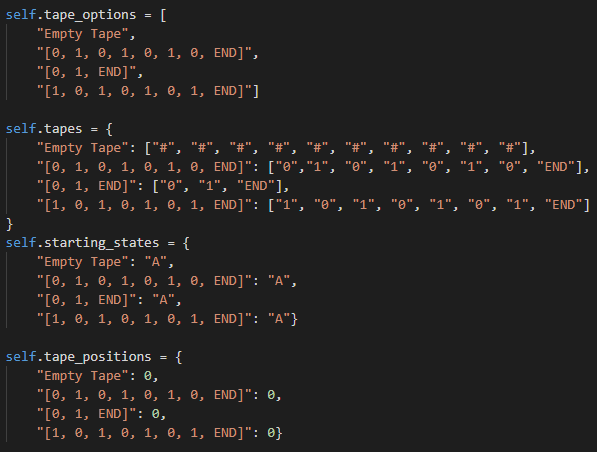 self.tape_options = [
    "Empty Tape",
    "[0, 1, 0, 1, 0, 1, 0, END]",
    "[0, 1, END]",
    "[1, 0, 1, 0, 1, 0, 1, END]"]

self.tapes = {
    "Empty Tape": ["#", "#", "#", "#", "#", "#", "#", "#", "#", "#"],
    "[0, 1, 0, 1, 0, 1, 0, END]": ["0","1", "0", "1", "0", "1", "0", "END"],
    "[0, 1, END]": ["0", "1", "END"],
    "[1, 0, 1, 0, 1, 0, 1, END]": ["1", "0", "1", "0", "1", "0", "1", "END"]
}
self.starting_states = {
    "Empty Tape": "A",
    "[0, 1, 0, 1, 0, 1, 0, END]": "A",
    "[0, 1, END]": "A",
    "[1, 0, 1, 0, 1, 0, 1, END]": "A"}

self.tape_positions = {
    "Empty Tape": 0,
    "[0, 1, 0, 1, 0, 1, 0, END]": 0,
    "[0, 1, END]": 0,
    "[1, 0, 1, 0, 1, 0, 1, END]": 0}